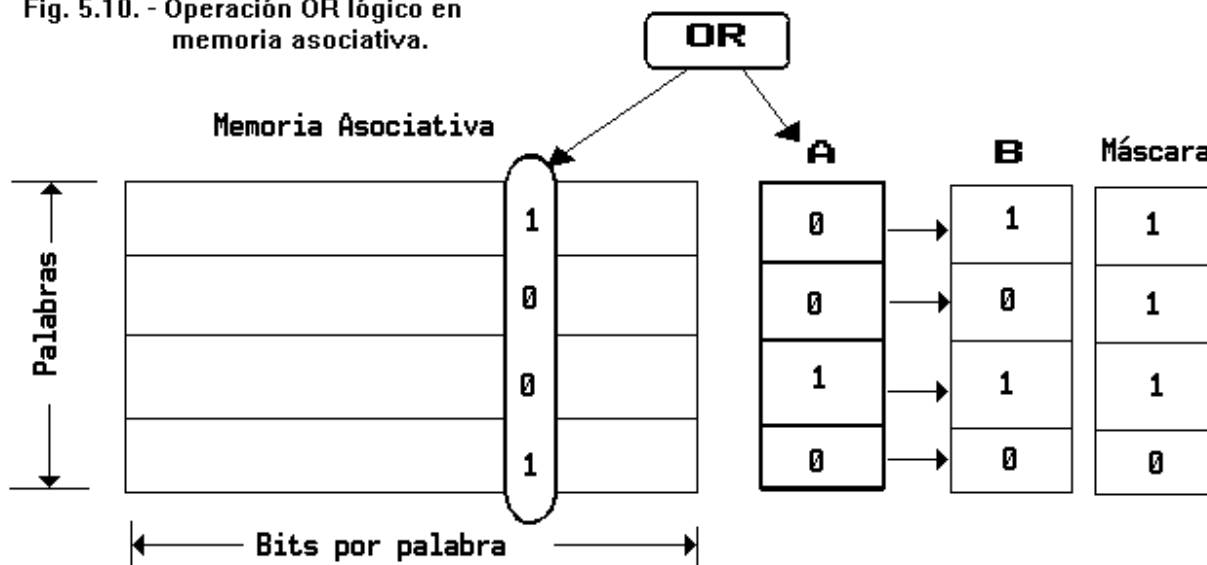 Fig. 5.10. - Operación OR lógico en
memoria asociativa.
OR
Memoria Asociativa
A B Máscara
1 0 1 1
0 0 0 1
0 1 1 1
1 0 0 0
Palabras
Bits por palabra